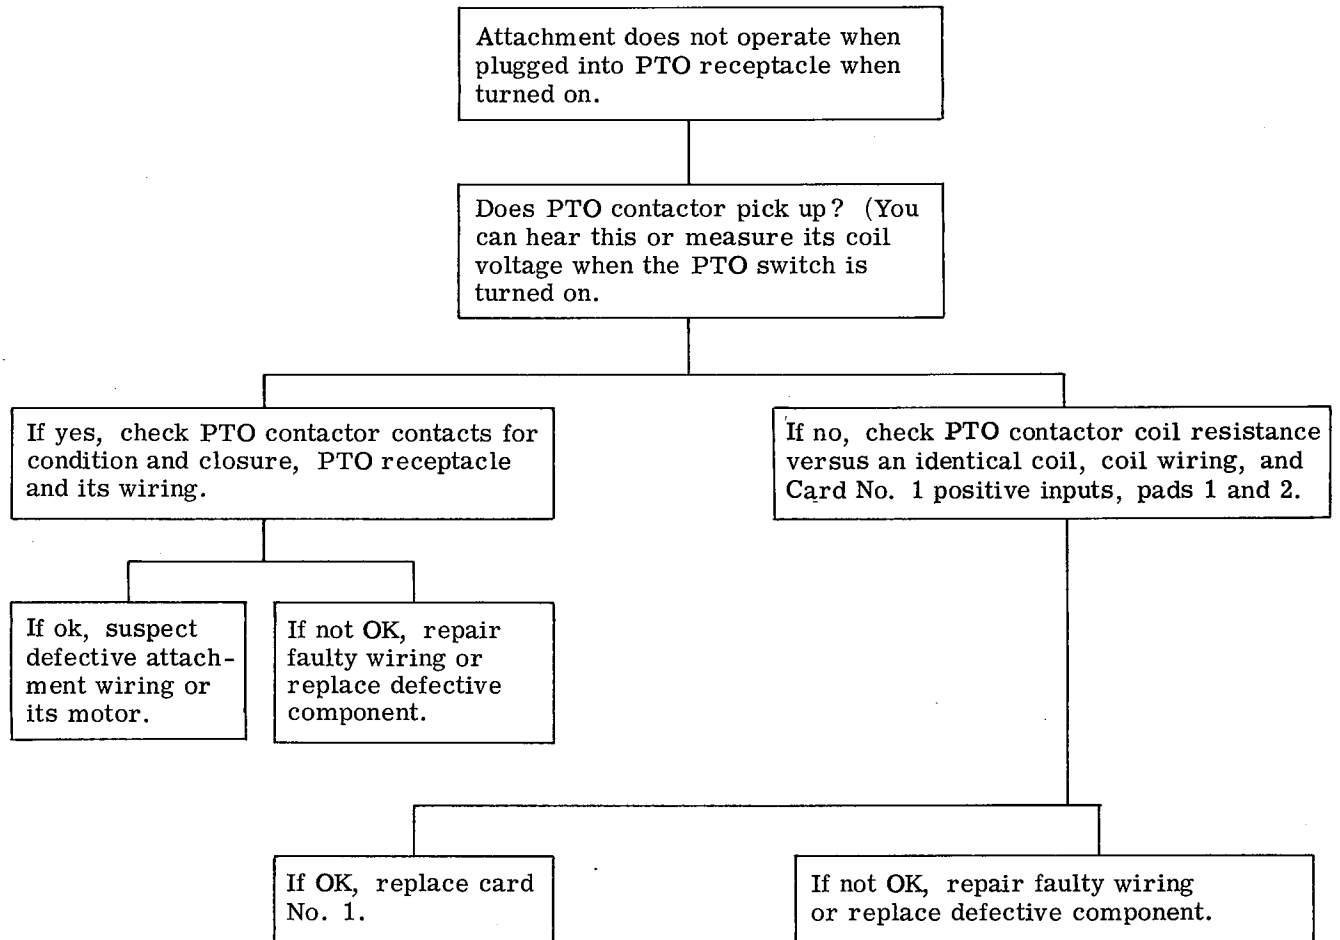 Attachment does not operate when
plugged into PTO receptacle when
turned on.
Does PTO contactor pick up? (You
can hear this or measure its coil
voltage when the PTO switch is
turned on.
If yes, check PTO contactor contacts for
condition and closure, PTO receptacle
and its wiring.
If no, check PTO contactor coil resistance
versus an identical coil, coil wiring, and
Card No. 1 positive inputs, pads 1 and 2.
If ok, suspect
defective attach-
ment wiring or
its motor.
If not OK, repair
faulty wiring or
replace defective
component.
If OK, replace card
No. 1.
If not OK, repair faulty wiring
or replace defective component.